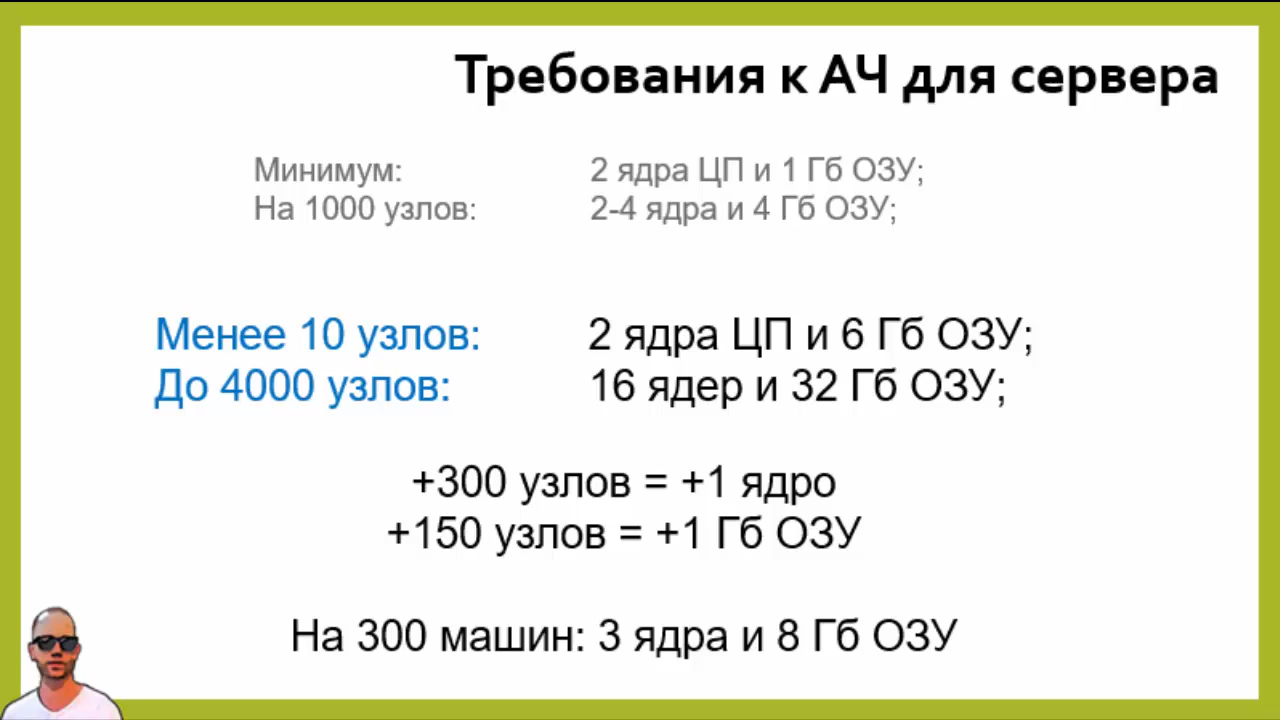 Требования к АЧ для сервера
Минимум: 2 ядра ЦП и 1 Гб ОЗУ;
На 1000 узлов: 2-4 ядра и 4 Гб ОЗУ;
Менее 10 узлов: 2 ядра ЦП и 6 Гб ОЗУ;
До 4000 узлов: 16 ядер и 32 Гб ОЗУ;
+300 узлов = +1 ядро
+150 узлов = +1 Гб ОЗУ
На 300 машин: 3 ядра и 8 Гб ОЗУ